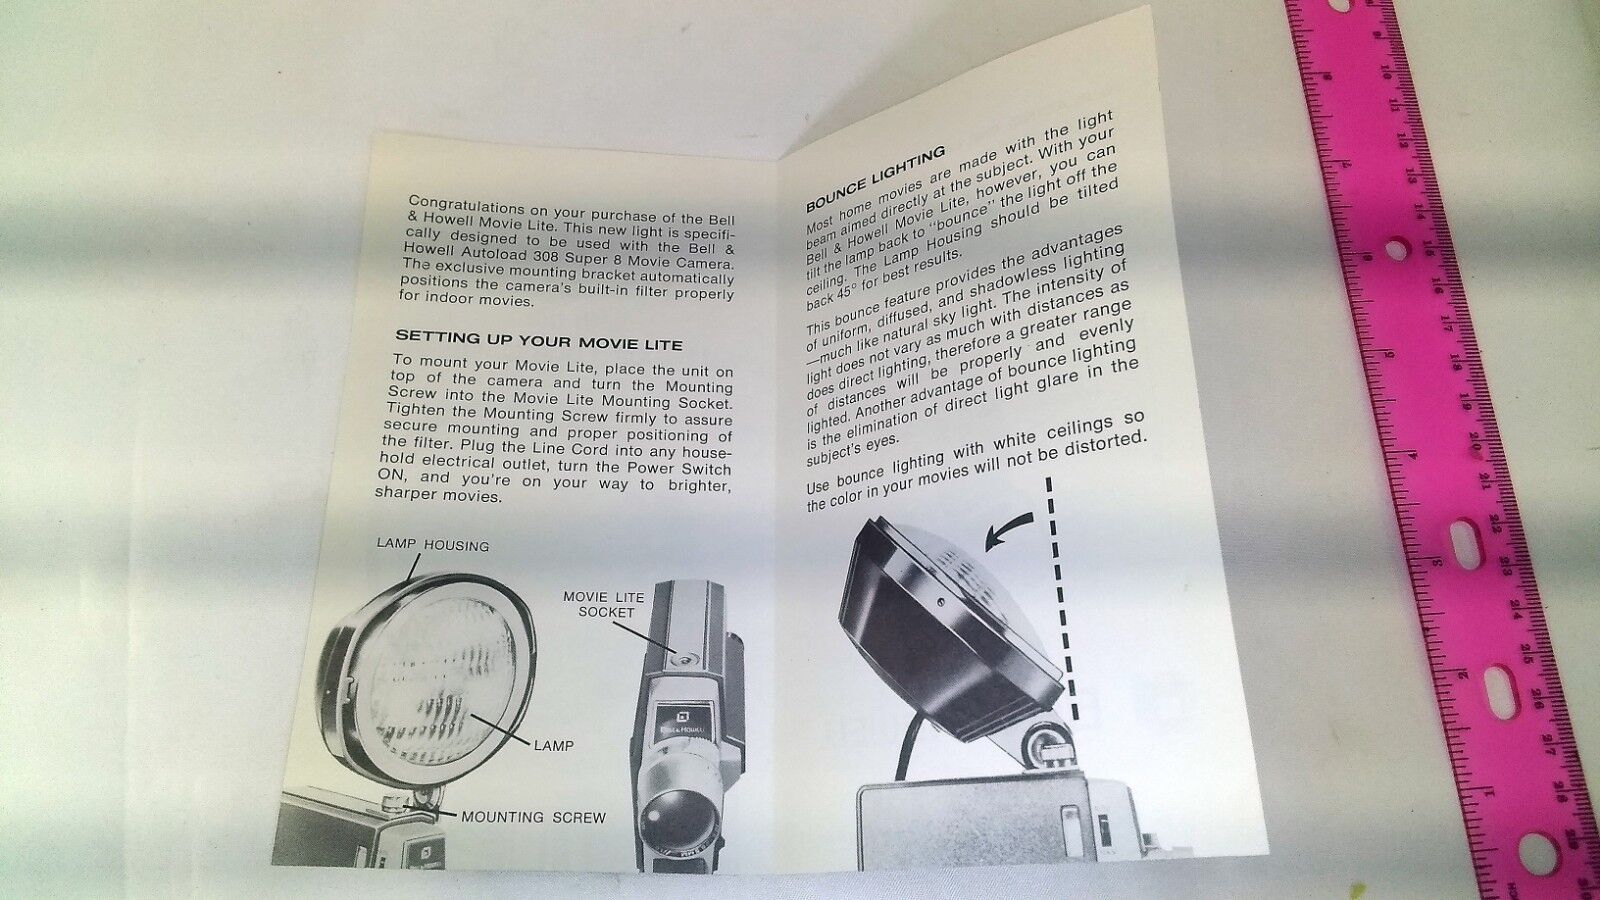 Congratulations on your purchase of the Bell
& Howell Movie Lite. This new light is specifi-
cally designed to be used with the Bell &
Howell Autoload 308 Super 8 Movie Camera.
The exclusive mounting bracket automatically
positions the camera's built-in filter properly
for indoor movies.
SETTING UP YOUR MOVIE LITE
To mount your Movie Lite, place the unit on
top of the camera and turn the Mounting
Screw into the Movie Lite Mounting Socket.
Tighten the Mounting Screw firmly to assure
secure mounting and proper positioning of
the filter. Plug the Line Cord into any house-
hold electrical outlet, turn the Power Switch
ON, and you're on your way to brighter,
sharper movies.
LAMP HOUSING
MOVIE LITE
SOCKET
LAMP
MOUNTING SCREW
BELL & HOWELL
BOUNCE LIGHTING
Most home movies are made with the light
beam aimed directly at the subject. With your
Bell & Howell Movie Lite, however, you can
tilt the lamp back to "bounce" the light off the
ceiling. The Lamp Housing should be tilted
back 45° for best results.
This bounce feature provides the advantages
of uniform, diffused, and shadowless lighting
—much like natural sky light. The intensity of
light does not vary as much with distances as
does direct lighting, therefore a greater range
of distances will be properly and evenly
lighted. Another advantage of bounce lighting
is the elimination of direct light glare in the
subject's eyes.
Use bounce lighting with white ceilings so
the color in your movies will not be distorted.